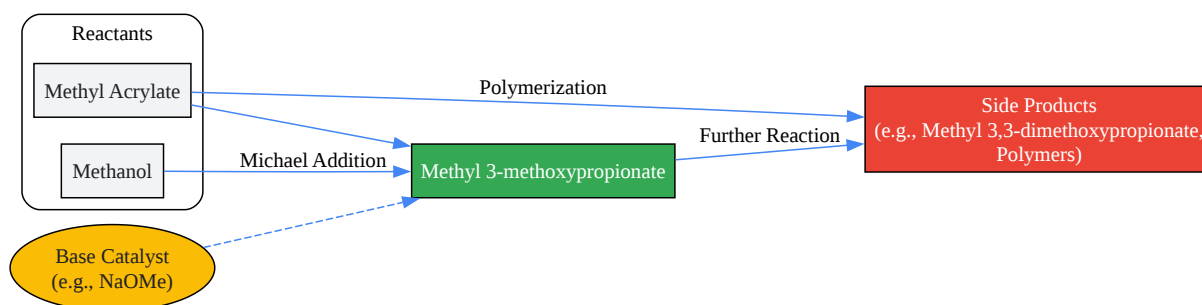 Reactants
Methyl Acrylate
Methanol
Base Catalyst
(e.g., NaOMe)
Polymerization
Michael Addition
Methyl 3-methoxypropionate
Further Reaction
Side Products
(e.g., Methyl 3,3-dimethoxypropionate,
Polymers)